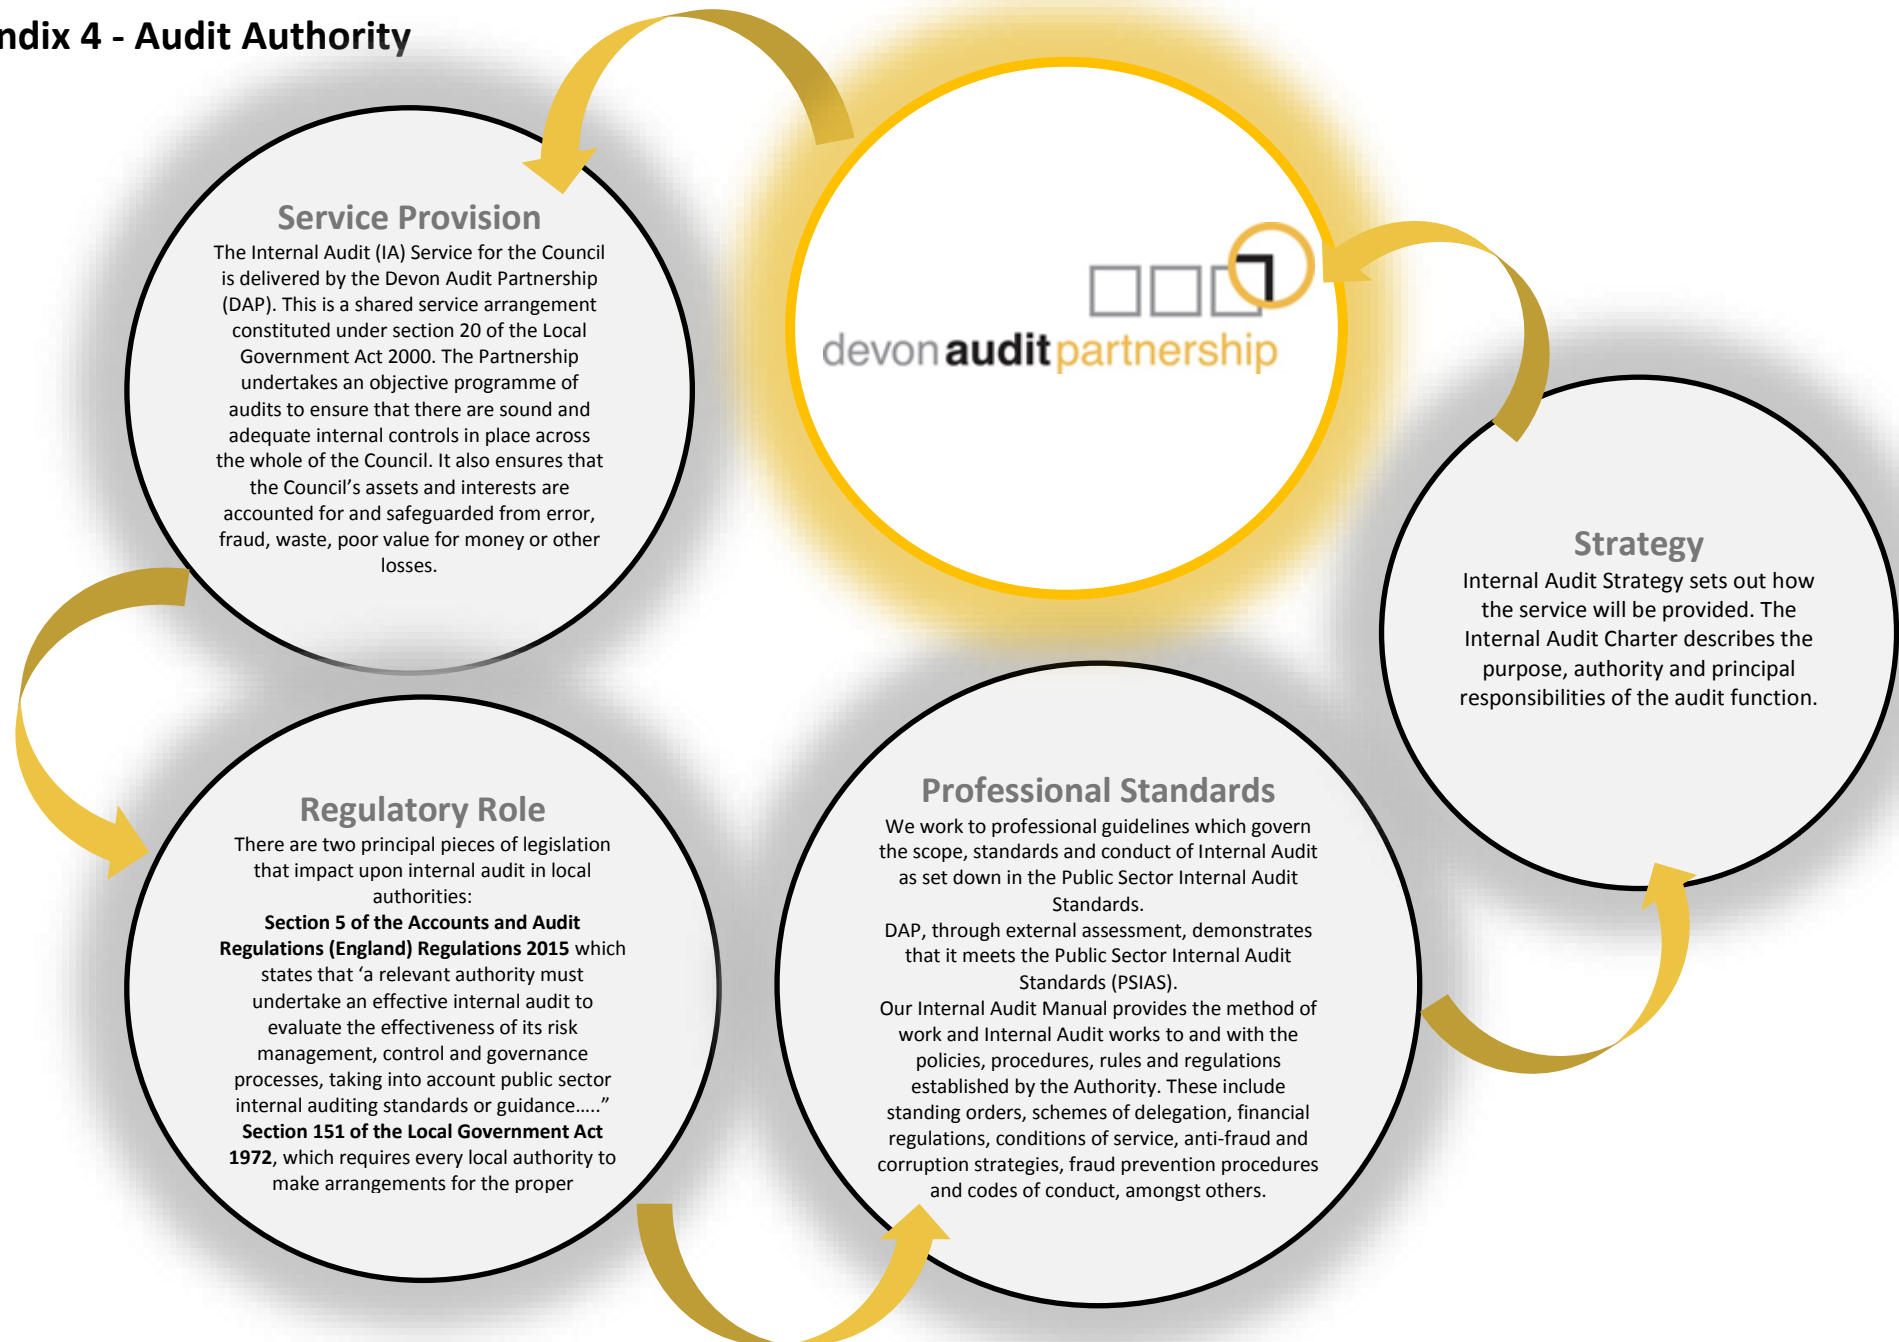 ndix 4 - Audit Authority
Service Provision
The Internal Audit (IA) Service for the Council
is delivered by the Devon Audit Partnership
(DAP). This is a shared service arrangement
constituted under section 20 of the Local
Government Act 2000. The Partnership
undertakes an objective programme of
audits to ensure that there are sound and
adequate internal controls in place across
the whole of the Council. It also ensures that
the Council’s assets and interests are
accounted for and safeguarded from error,
fraud, waste, poor value for money or other
losses.
devonauditpartnership
Regulatory Role
There are two principal pieces of legislation
that impact upon internal audit in local
authorities:
Section 5 of the Accounts and Audit
Regulations (England) Regulations 2015 which
states that ‘a relevant authority must
undertake an effective internal audit to
evaluate the effectiveness of its risk
management, control and governance
processes, taking into account public sector
internal auditing standards or guidance…..”
Section 151 of the Local Government Act
1972, which requires every local authority to
make arrangements for the proper
Professional Standards
We work to professional guidelines which govern
the scope, standards and conduct of Internal Audit
as set down in the Public Sector Internal Audit
Standards.
DAP, through external assessment, demonstrates
that it meets the Public Sector Internal Audit
Standards (PSIAS).
Our Internal Audit Manual provides the method of
work and Internal Audit works to and with the
policies, procedures, rules and regulations
established by the Authority. These include
standing orders, schemes of delegation, financial
regulations, conditions of service, anti-fraud and
corruption strategies, fraud prevention procedures
and codes of conduct, amongst others.
Strategy
Internal Audit Strategy sets out how
the service will be provided. The
Internal Audit Charter describes the
purpose, authority and principal
responsibilities of the audit function.